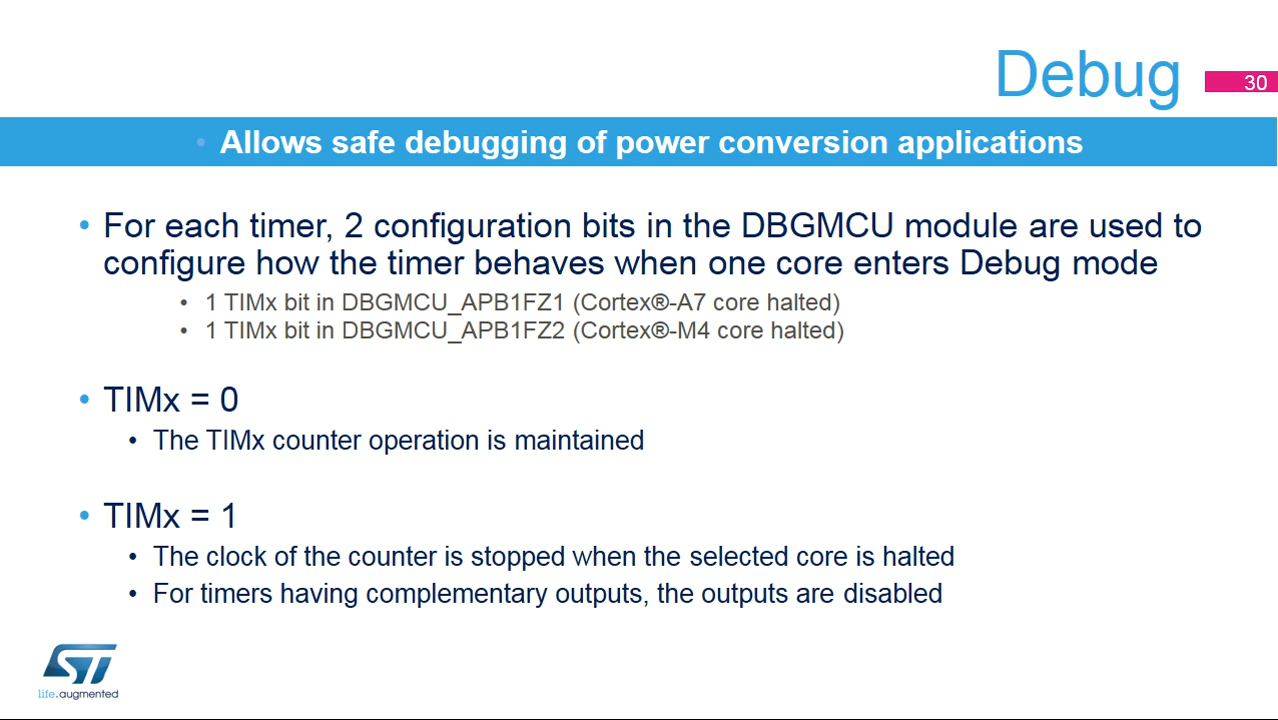 Debug
30
• Allows safe debugging of power conversion applications
• For each timer, 2 configuration bits in the DBGMCU module are used to
configure how the timer behaves when one core enters Debug mode
• 1 TIMx bit in DBGMCU_APB1FZ1 (Cortex®-A7 core halted)
• 1 TIMx bit in DBGMCU_APB1FZ2 (Cortex®-M4 core halted)
• TIMx = 0
• The TIMx counter operation is maintained
• TIMx = 1
• The clock of the counter is stopped when the selected core is halted
• For timers having complementary outputs, the outputs are disabled
ST
life.augmented